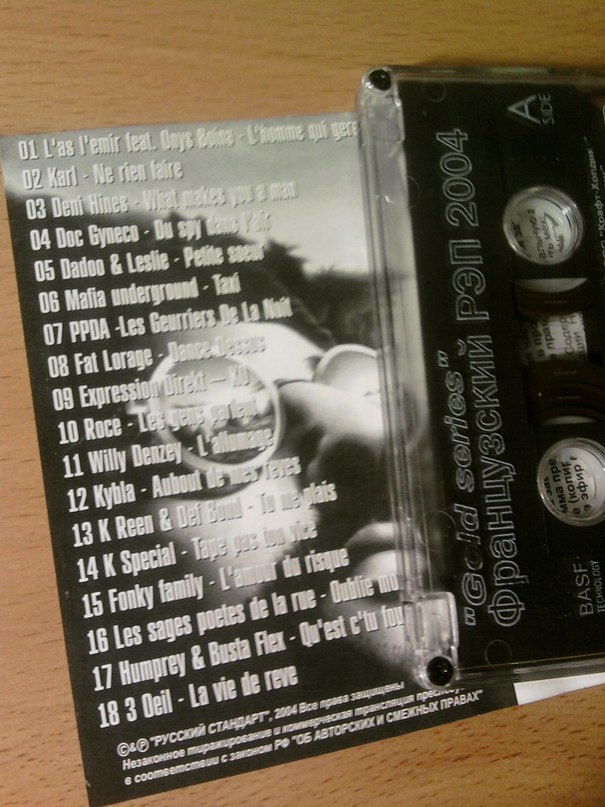 01 L'as l'emir feat. Onys Boina - L'homme qui gere
02 Karl - Ne rien faire
03 Deni Hines - What makes you a man
04 Doc Gyneco - Du spy dans l'air
05 Dadoo & Leslie - Petite soeur
06 Mafia underground - Taxi
07 PPDA -Les Geurriers De La Nuit
08 Fat Lorage - Dance Dessus
09 Expression Direkt –
10 Roce - Les gens parlent
11 Willy Denzey - L'allumage
12 Kybla - Aubout de mes reves
13 K Reen & Def Bond - Tu me plais
14 K Special - Tape pas ton vice
15 Fonky family - L'amour du risque
16 Les sages poetes de la rue - Oublie
17 Humprey & Busta Flex - Qu'est c'tu fou
18 3 Oeil - La vie de reve
©&℗ "РУССКИЙ СТАНДАРТ", 2004 Все права защищены
Незаконное тиражирование и коммерческая трансляция
в соответствии с законом РФ "ОБ АВТОРСКИХ И СМЕЖНЫХ ПРАВАХ"
"Gold series"
ФРАНЦУЗСКИЙ РЭП 2004
A
SIDE
BASF
TECHNOLOGY